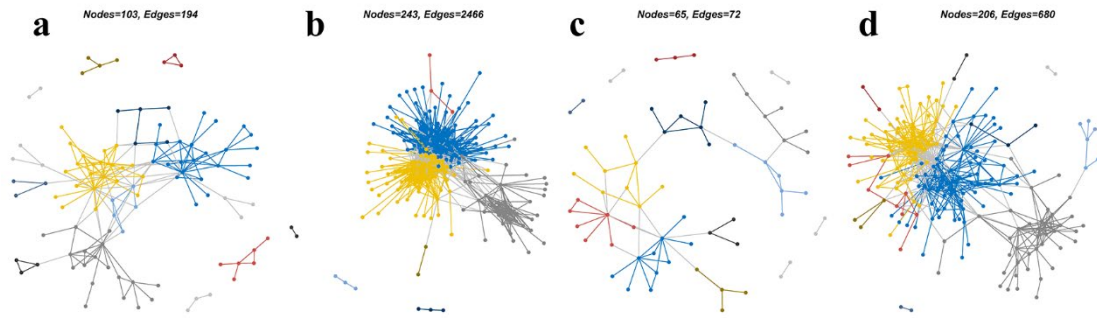 a
Nodes=103, Edges=194
b
Nodes=243, Edges=2466
c
Nodes=65, Edges=72
d
Nodes=206, Edges=680